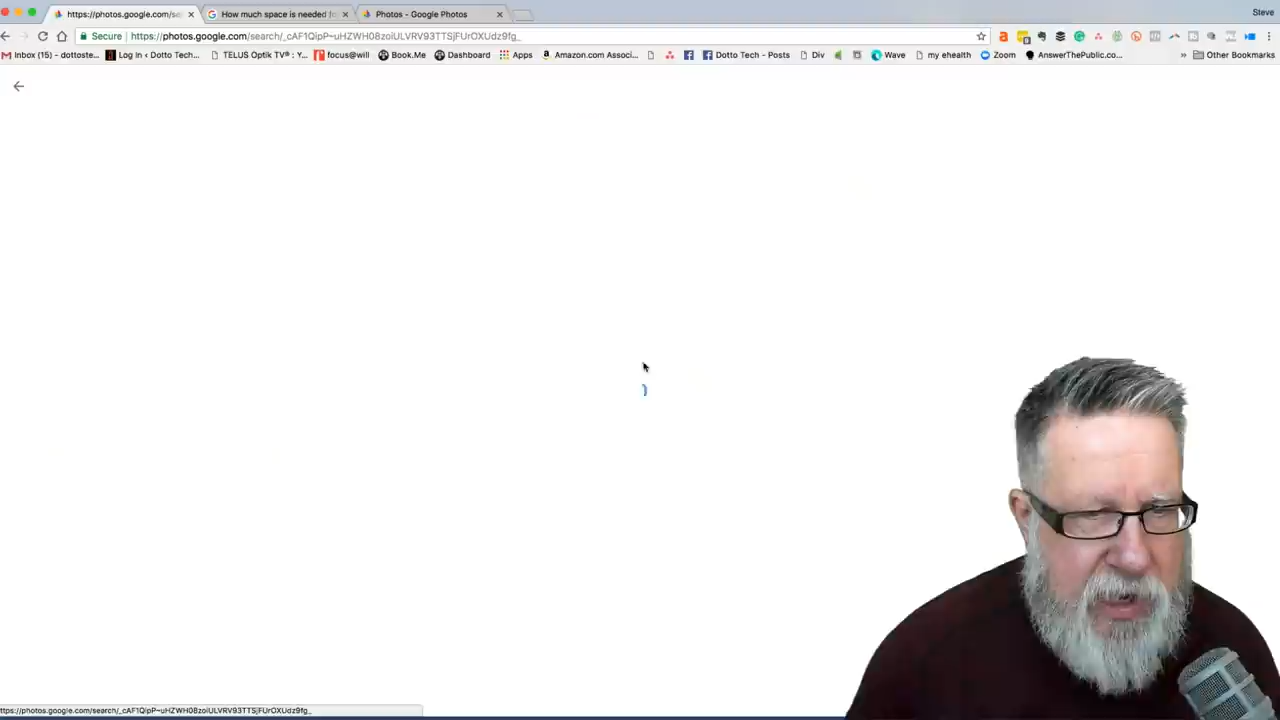 https://photos.google.com/se
How much space is needed fo
Photos - Google Photos
Steve
Secure
https://photos.google.com/search/_cAF1QipP-uHZWH08zoiULVRV93TTSjFUrOXUdz9fg_
Inbox (15) - dottoste...
Log In ‹ Dotto Tech...
TELUS Optik TV® : Y...
focus@will
Book.Me
Dashboard
Apps
Amazon.com Associ...
Dotto Tech - Posts
Div
Wave
my ehealth
Zoom
AnswerThePublic.co...
»
Other Bookmarks
https://photos.google.com/search/_cAF1QipP-uHZWH08zoiULVRV93TTSjFUrOXUdz9fg_